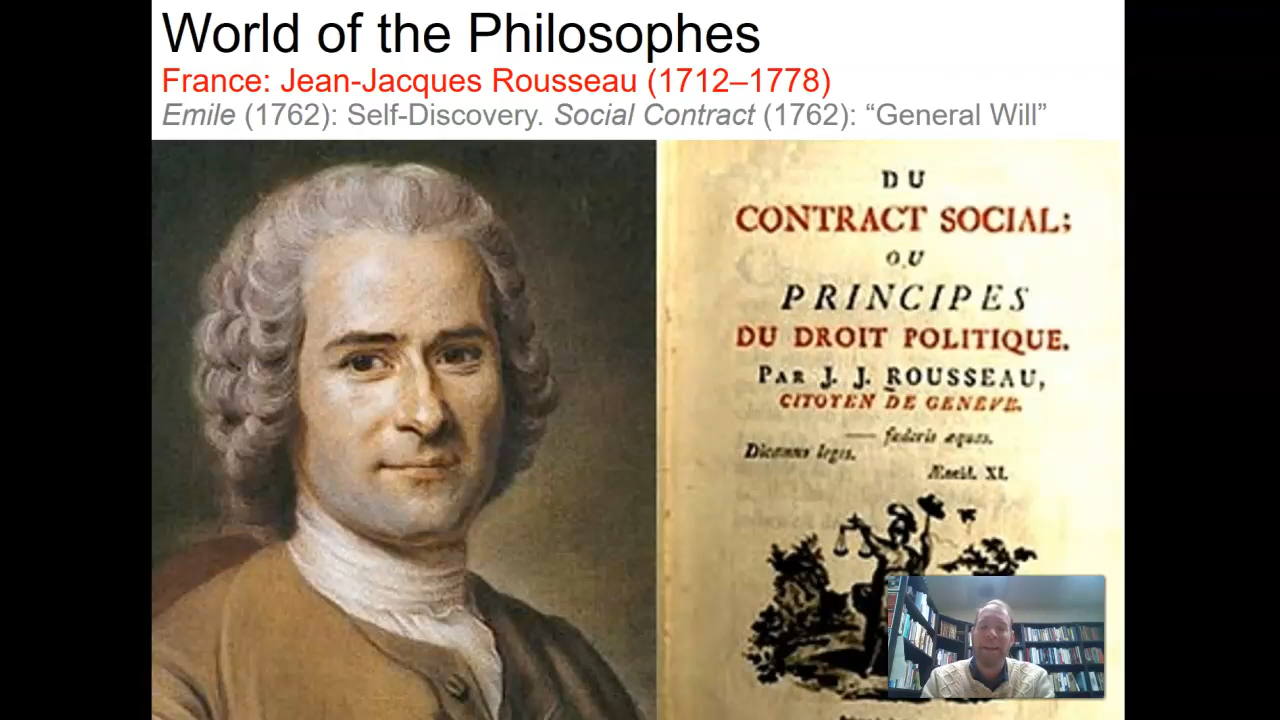 World of the Philosophes
France: Jean-Jacques Rousseau (1712–1778)
Emile (1762): Self-Discovery. Social Contract (1762): “General Will”
DU
CONTRACT SOCIAL;
OU
PRINCIPES
DU DROIT POLITIQUE.
PAR J. J. ROUSSEAU,
CITOYEN DE GENEVE.
— fœderis æquas.
Dicamus leges.
Æneid. XI.